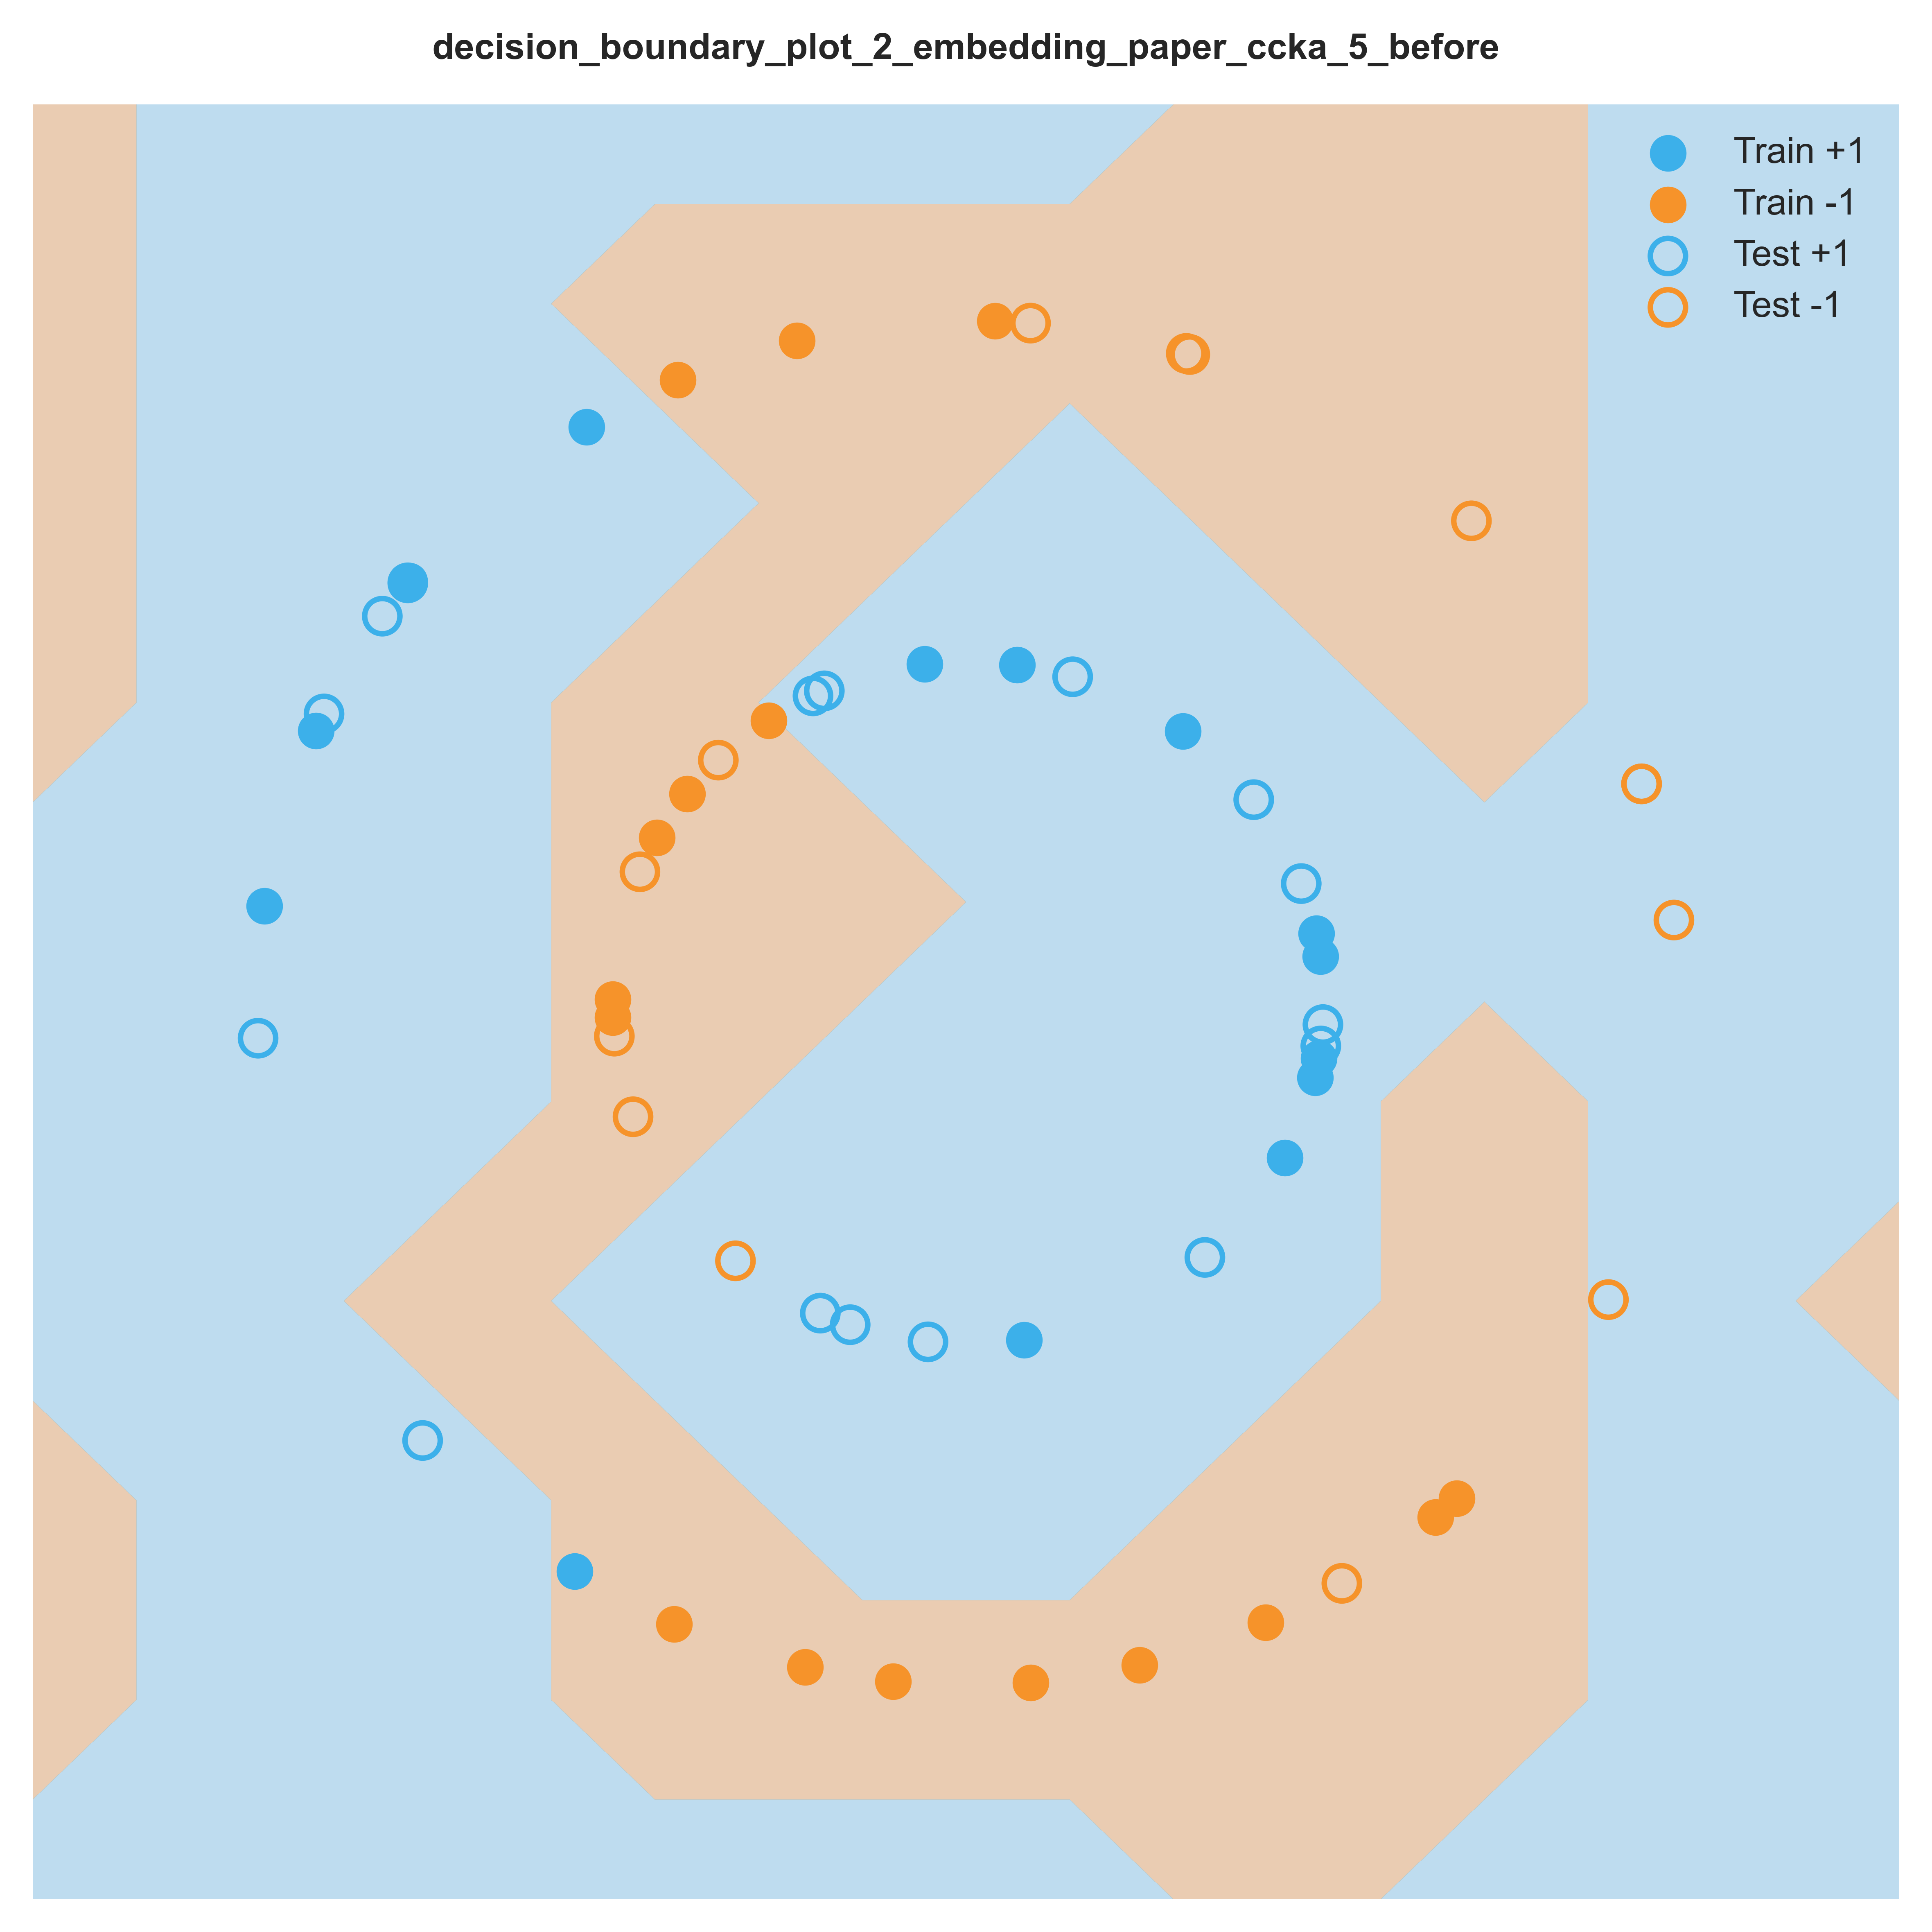 decision_boundary_plot_2_embedding_paper_ccka_5_before
Train +1
Train -1
Test +1
Test -1